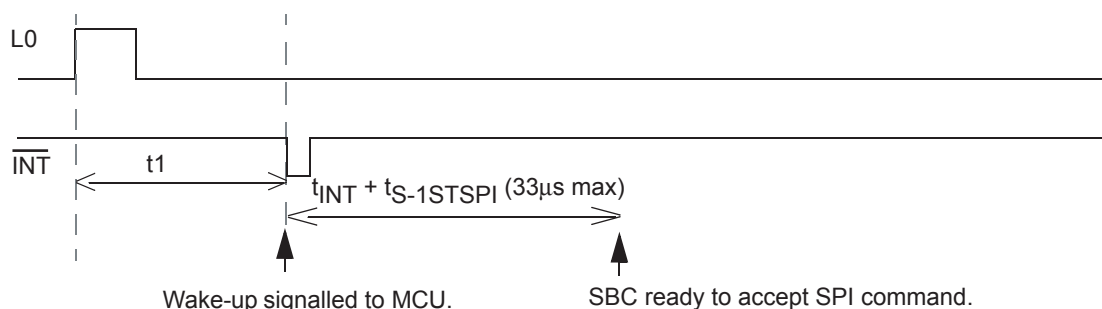 L0
INT
t1
tINT + tS-1STSPI (33µs max)
Wake-up signalled to MCU.
SBC ready to accept SPI command.